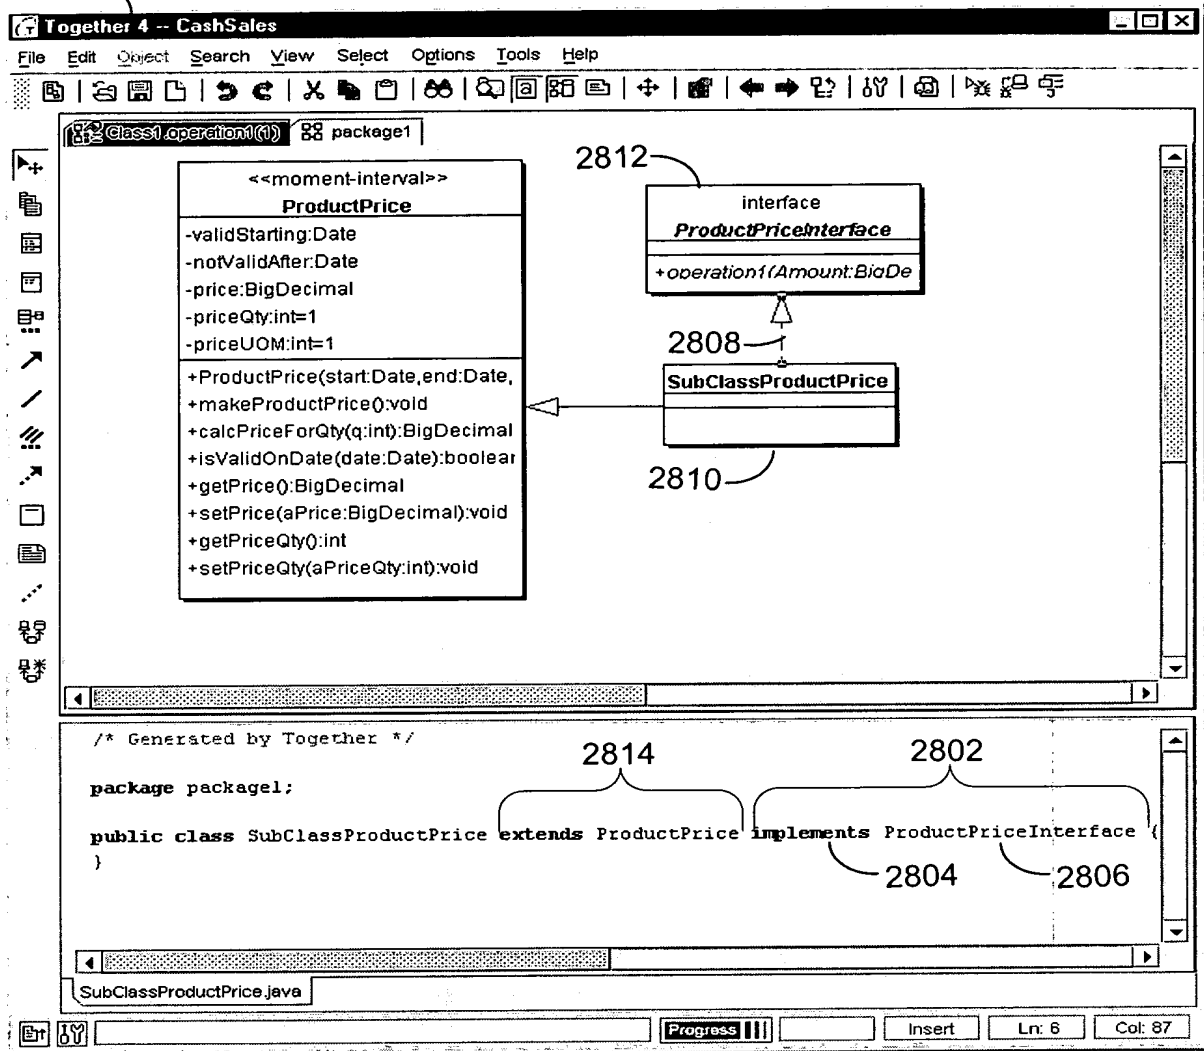 Together 4 -- CashSales
File Edit Object Search View Select Options Tools Help
Class1.operation1(1) package1
<<moment-interval>>
ProductPrice
-validStarting:Date
-notValidAfter:Date
-price:BigDecimal
-priceQty:int=1
-priceUOM:int=1
+ProductPrice(start:Date,end:Date,
+makeProductPrice():void
+calcPriceForQty(q:int):BigDecimal
+isValidOnDate(date:Date):boolear
+getPrice():BigDecimal
+setPrice(aPrice:BigDecimal):void
+getPriceQty():int
+setPriceQty(aPriceQty:int):void
2812
interface
ProductPriceInterface
+operation1(Amount:BigDe
2808
SubClassProductPrice
2810
/* Generated by Together */
2814 2802
package package1;
public class SubClassProductPrice extends ProductPrice implements ProductPriceInterface {
}
2804 2806
SubClassProductPrice.java
Progress Insert Ln: 6 Col: 87